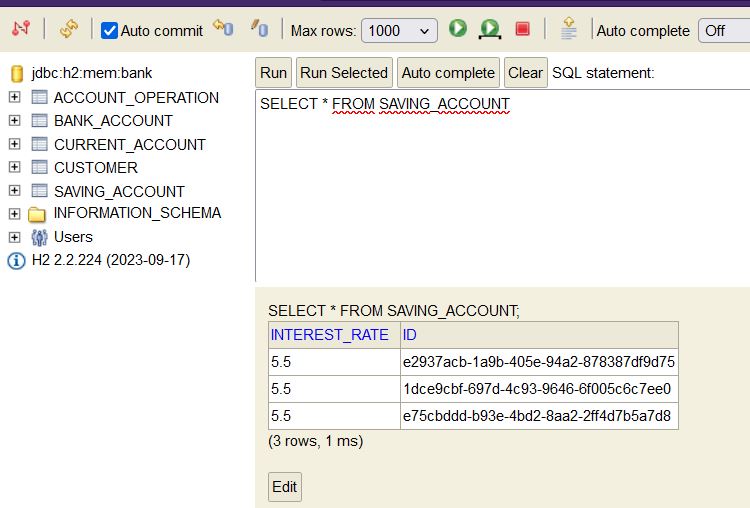 Auto commit Max rows: 1000 Auto complete Off
jdbc:h2:mem:bank
ACCOUNT_OPERATION
BANK_ACCOUNT
CURRENT_ACCOUNT
CUSTOMER
SAVING_ACCOUNT
INFORMATION_SCHEMA
Users
H2 2.2.224 (2023-09-17)
Run Run Selected Auto complete Clear SQL statement:
SELECT * FROM SAVING_ACCOUNT
SELECT * FROM SAVING_ACCOUNT;
INTEREST_RATE ID
5.5 e2937acb-1a9b-405e-94a2-878387df9d75
5.5 1dce9cbf-697d-4c93-9646-6f005c6c7ee0
5.5 e75cbddd-b93e-4bd2-8aa2-2ff4d7b5a7d8
(3 rows, 1 ms)
Edit